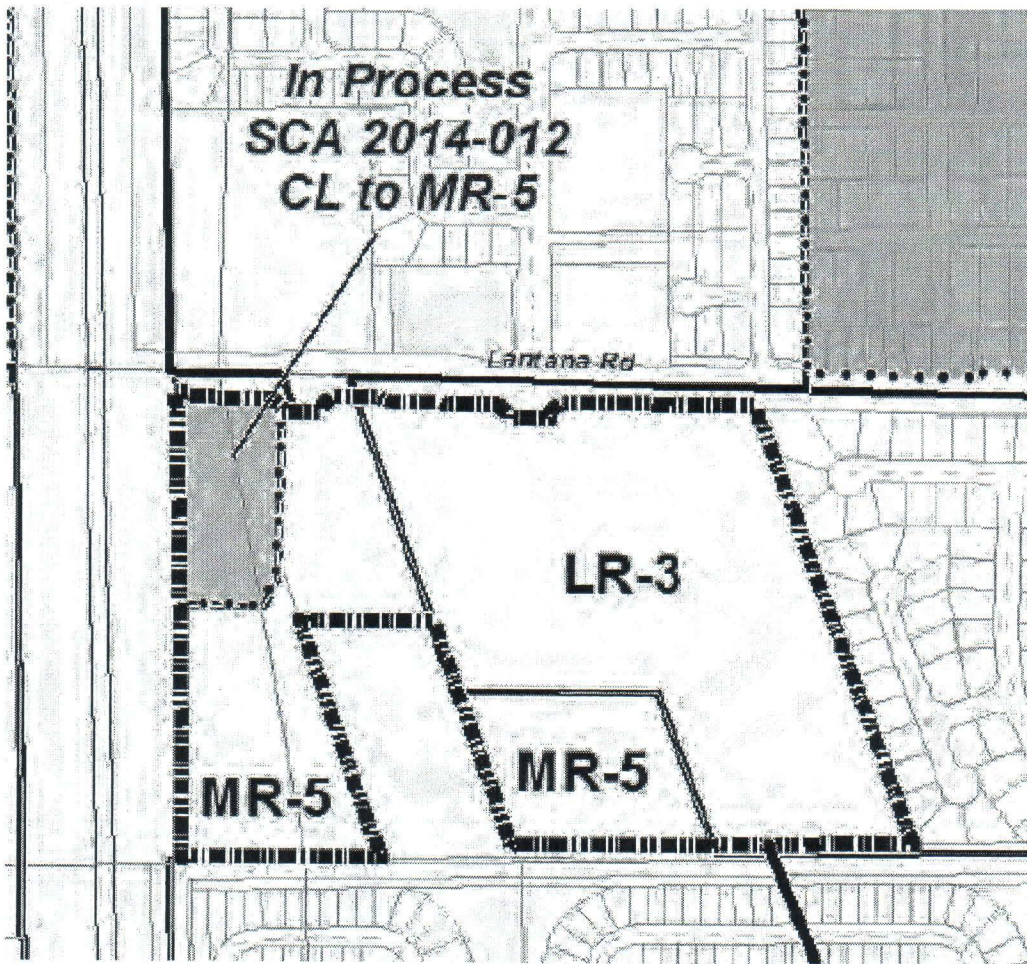 In Process
SCA 2014-012
CL to MR-5
Lantana Rd
LR-3
MR-5
MR-5